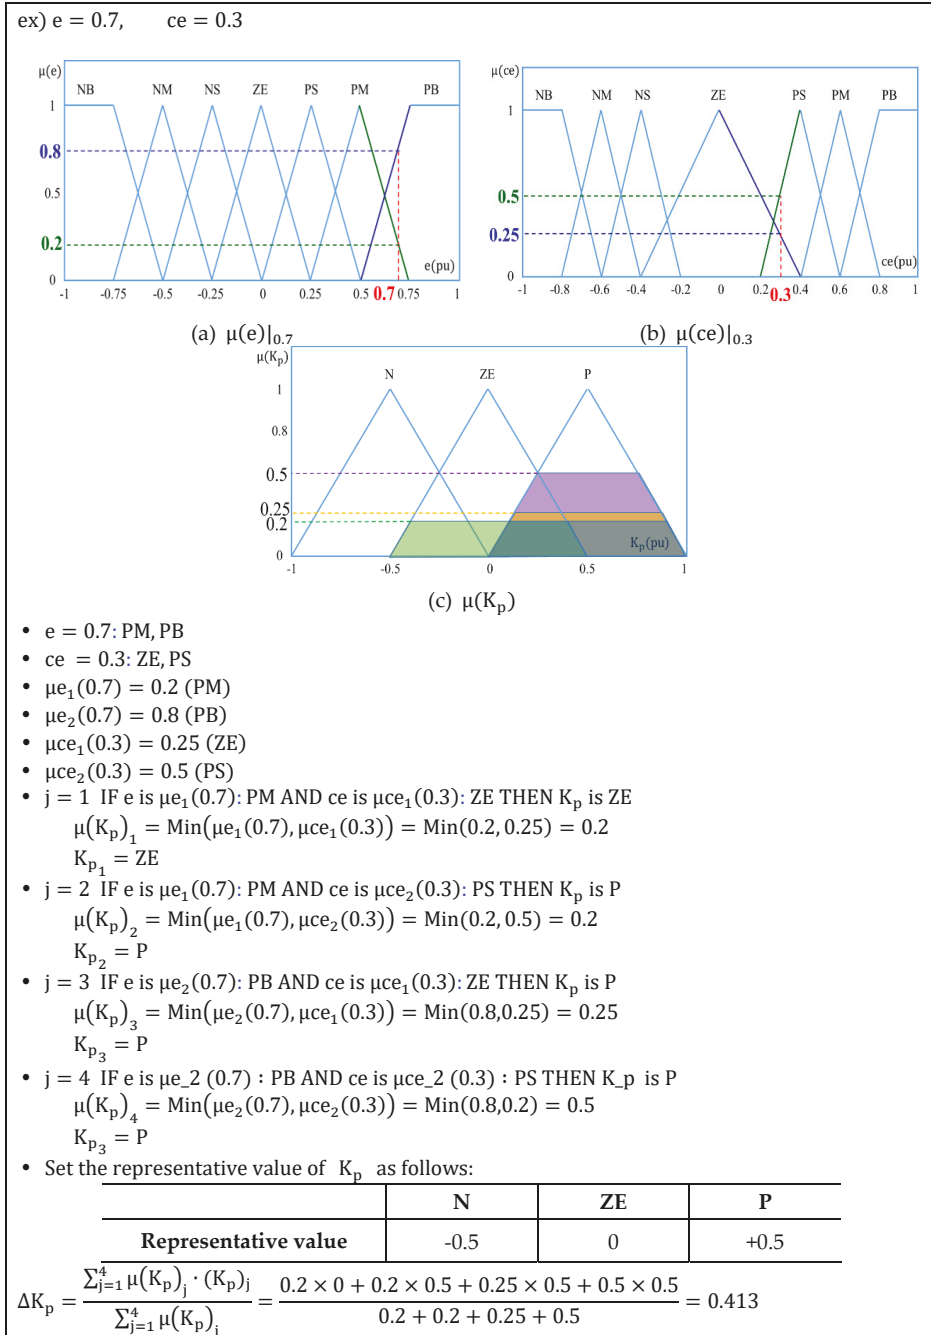 ex) e = 0.7, ce = 0.3
μ(e)
NB NM NS ZE PS PM PB
1
0.8
0.5
0.2
0
e(pu)
-1 -0.75 -0.5 -0.25 0 0.25 0.5 0.7 0.75 1
(a) μ(e)|₀.₇
μ(ce)
NB NM NS ZE PS PM PB
1
0.5
0.25
0
ce(pu)
-1 -0.8 -0.6 -0.4 -0.2 0 0.2 0.3 0.4 0.6 0.8 1
(b) μ(ce)|₀.₃
μ(Kₚ)
N ZE P
1
0.8
0.5
0.25
0.2
0
Kₚ(pu)
-1 -0.5 0 0.5 1
(c) μ(Kₚ)
• e = 0.7: PM, PB
• ce = 0.3: ZE, PS
• μe₁(0.7) = 0.2 (PM)
• μe₂(0.7) = 0.8 (PB)
• μce₁(0.3) = 0.25 (ZE)
• μce₂(0.3) = 0.5 (PS)
• j = 1 IF e is μe₁(0.7): PM AND ce is μce₁(0.3): ZE THEN Kₚ is ZE
μ(Kₚ)₁ = Min(μe₁(0.7), μce₁(0.3)) = Min(0.2, 0.25) = 0.2
Kₚ₁ = ZE
• j = 2 IF e is μe₁(0.7): PM AND ce is μce₂(0.3): PS THEN Kₚ is P
μ(Kₚ)₂ = Min(μe₁(0.7), μce₂(0.3)) = Min(0.2, 0.5) = 0.2
Kₚ₂ = P
• j = 3 IF e is μe₂(0.7): PB AND ce is μce₁(0.3): ZE THEN Kₚ is P
μ(Kₚ)₃ = Min(μe₂(0.7), μce₁(0.3)) = Min(0.8,0.25) = 0.25
Kₚ₃ = P
• j = 4 IF e is μe_2 (0.7) : PB AND ce is μce_2 (0.3) : PS THEN K_p is P
μ(Kₚ)₄ = Min(μe₂(0.7), μce₂(0.3)) = Min(0.8,0.2) = 0.5
Kₚ₃ = P
• Set the representative value of Kₚ as follows:
N ZE P
Representative value -0.5 0 +0.5
ΔKₚ = ∑⁴ⱼ₌₁ μ(Kₚ)ⱼ · (Kₚ)ⱼ / ∑⁴ⱼ₌₁ μ(Kₚ)ⱼ = 0.2 × 0 + 0.2 × 0.5 + 0.25 × 0.5 + 0.5 × 0.5 / 0.2 + 0.2 + 0.25 + 0.5 = 0.413